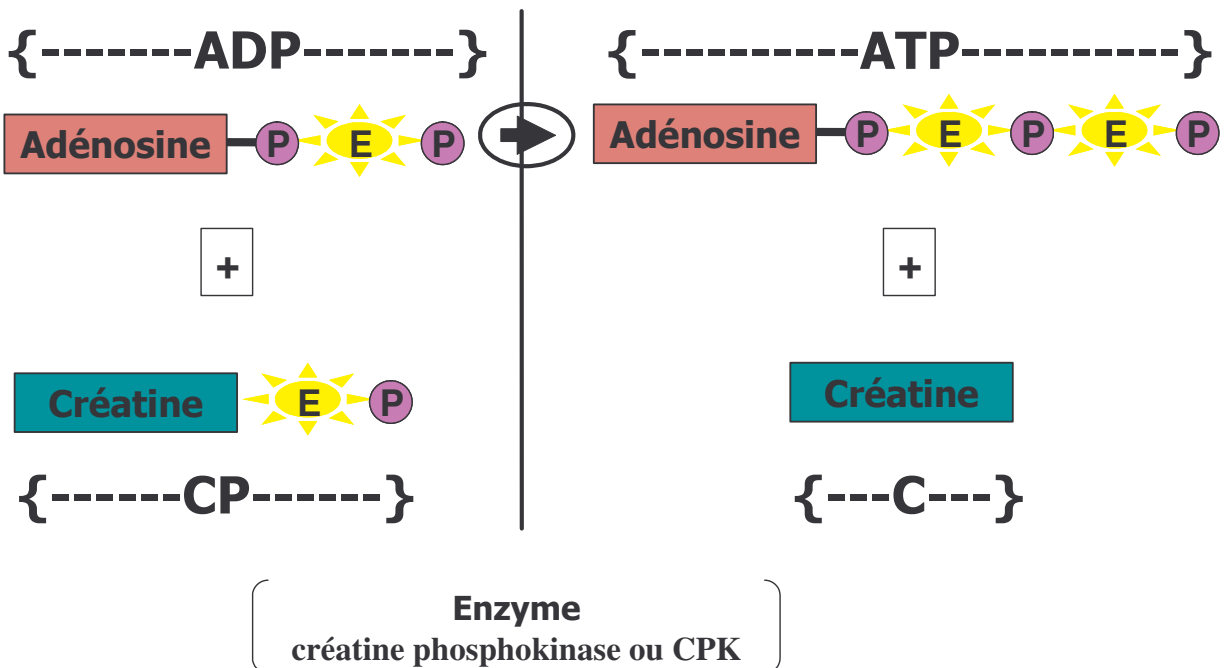 {------ADP-------} {---------ATP---------}
Adénosine P E P Adénosine P E P E P
+ +
Créatine E P Créatine
{------CP------} {---C---}
Enzyme
créatine phosphokinase ou CPK